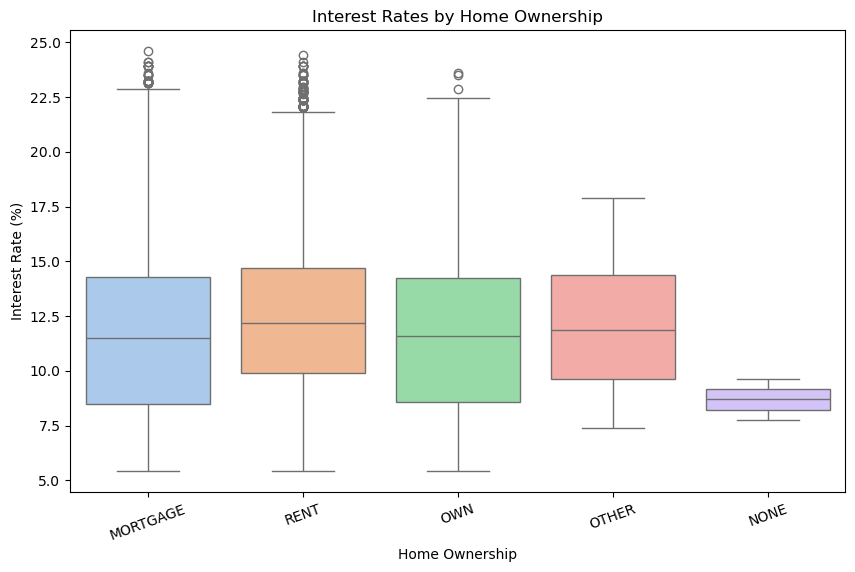 Interest Rates by Home Ownership
Interest Rate (%)
25.0
22.5
20.0
17.5
15.0
12.5
10.0
7.5
5.0
MORTGAGE
RENT
OWN
OTHER
NONE
Home Ownership